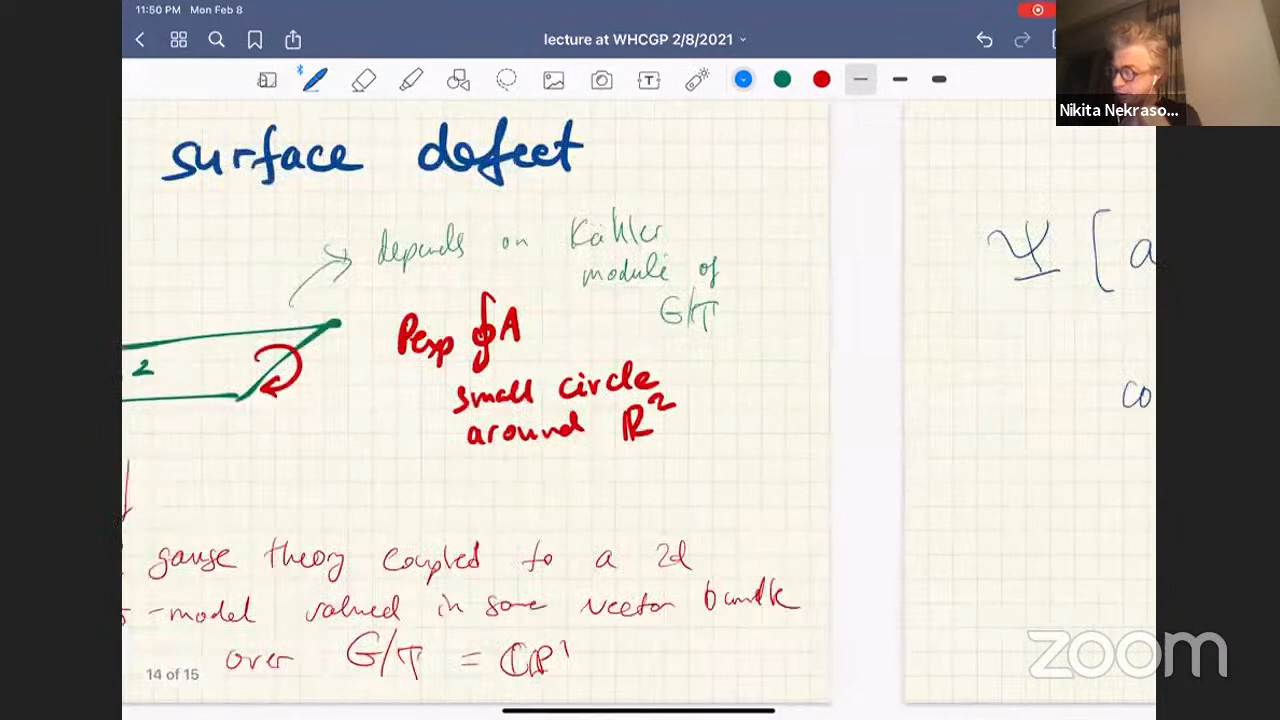 11:50 PM Mon Feb 8
lecture at WHCGP 2/8/2021
Nikita Nekraso...
surface defect
depends on Kähler
moduli of
G/T
Pexp ∮A
small circle
around ℝ²
2
Ψ [a
co
gauge theory coupled to a 2d
-model valued in some vector bundle
over G/T = ℂℙ¹
14 of 15
zoom